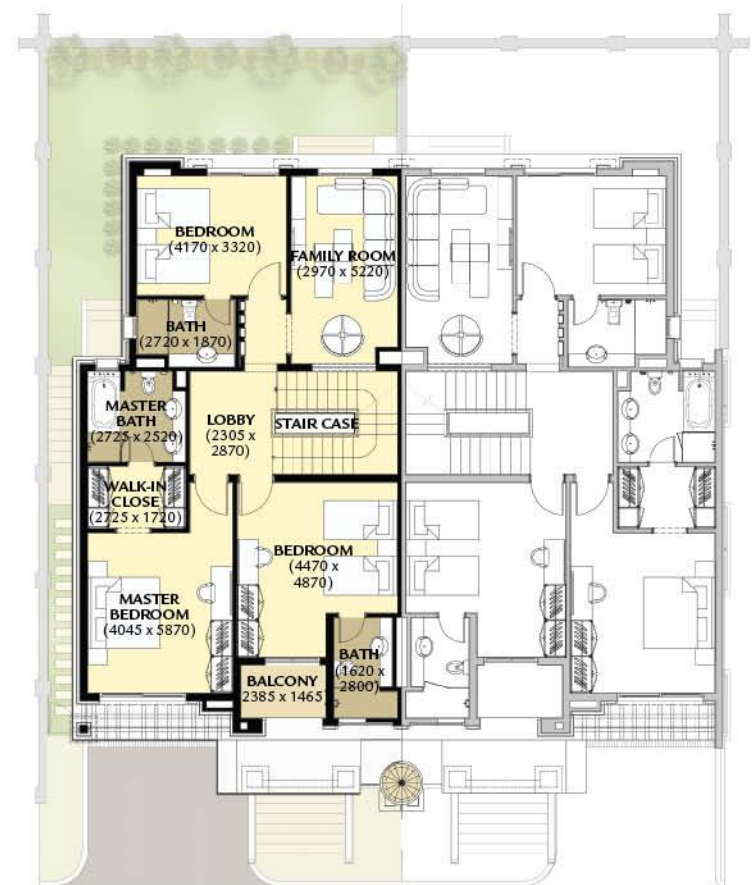 BEDROOM
(4170 x 3320)
FAMILY ROOM
(2970 x 5220)
BATH
(2720 x 1870)
MASTER
BATH
(2725 x 2520)
LOBBY
(2305 x
2870)
STAIR CASE
WALK-IN
CLOSE
(2725 x 1720)
BEDROOM
(4470 x
4870)
MASTER
BEDROOM
(4045 x 5870)
BATH
(1620 x
2800)
BALCONY
2385 x 1465